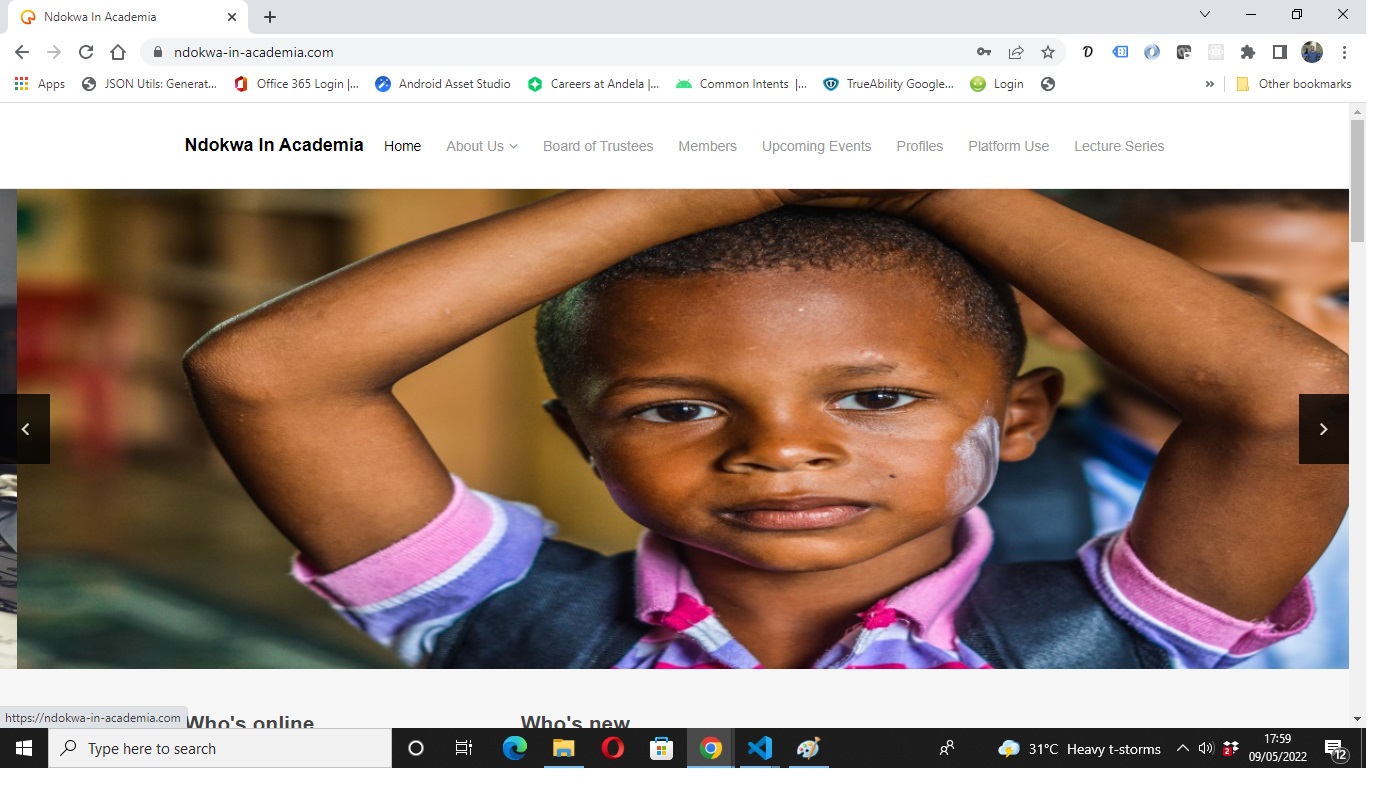 Ndokwa In Academia
ndokwa-in-academia.com
Apps JSON Utils: Generat... Office 365 Login |... Android Asset Studio Careers at Andela |... Common Intents |... TrueAbility Google... Login » Other bookmarks
Ndokwa In Academia Home About Us Board of Trustees Members Upcoming Events Profiles Platform Use Lecture Series
Who's online Who's new
https://ndokwa-in-academia.com
Type here to search 31°C Heavy t-storms 2 17:59 12
09/05/2022